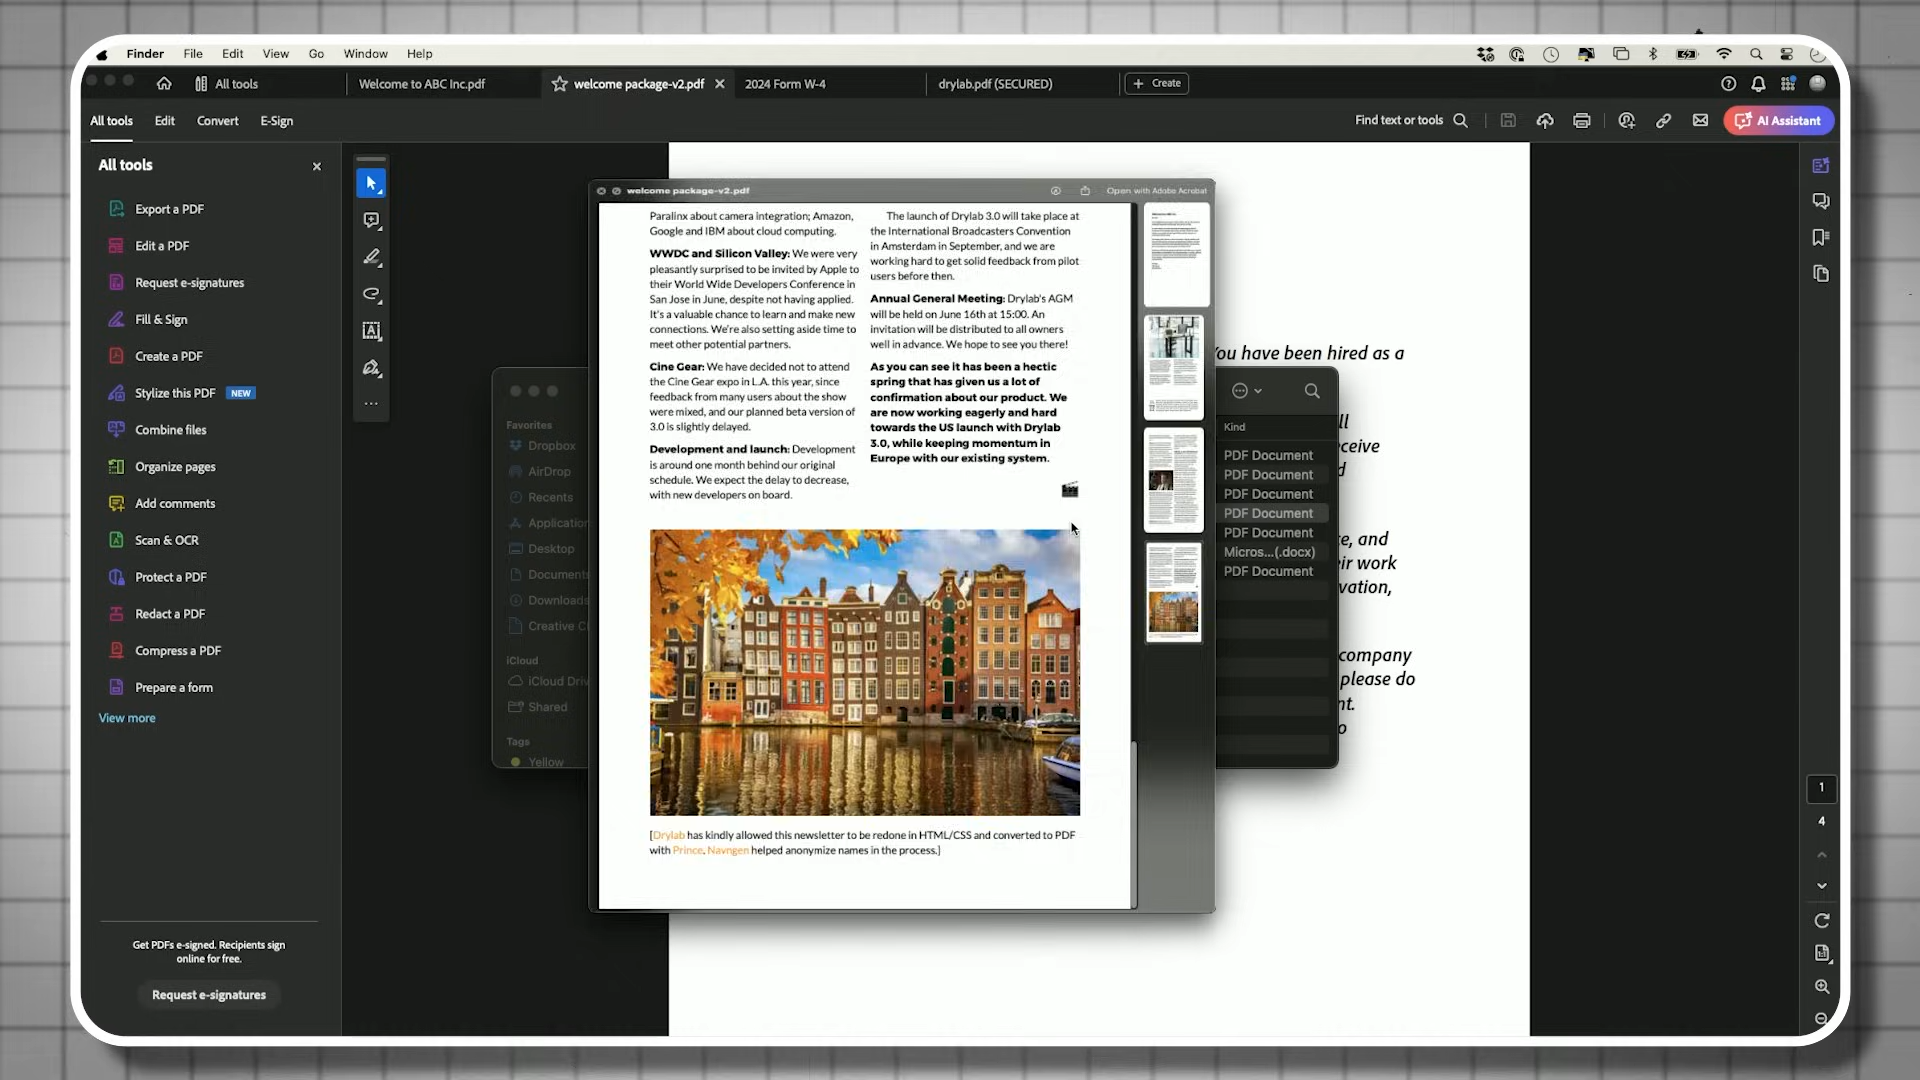 Finder File Edit View Go Window Help
All tools
Welcome to ABC Inc.pdf
welcome package-v2.pdf
2024 Form W-4
drylab.pdf (SECURED)
+ Create
All tools Edit Convert E-Sign
Find text or tools
AI Assistant
All tools
Export a PDF
Edit a PDF
Request e-signatures
Fill & Sign
Create a PDF
Stylize this PDF NEW
Combine files
Organize pages
Add comments
Scan & OCR
Protect a PDF
Redact a PDF
Compress a PDF
Prepare a form
View more
Get PDFs e-signed. Recipients sign
online for free.
Request e-signatures
Favorites
Dropbox
AirDrop
Recents
Desktop
Downloads
iCloud
Shared
Tags
Yellow
welcome package-v2.pdf
Open with Adobe Acrobat
Paralinx about camera integration; Amazon,
Google and IBM about cloud computing.
WWDC and Silicon Valley: We were very
pleasantly surprised to be invited by Apple to
their World Wide Developers Conference in
San Jose in June, despite not having applied.
It's a valuable chance to learn and make new
connections. We're also setting aside time to
meet other potential partners.
Cine Gear: We have decided not to attend
the Cine Gear expo in L.A. this year, since
feedback from many users about the show
were mixed, and our planned beta version of
3.0 is slightly delayed.
Development and launch: Development
is around one month behind our original
schedule. We expect the delay to decrease,
with new developers on board.
The launch of Drylab 3.0 will take place at
the International Broadcasters Convention
in Amsterdam in September, and we are
working hard to get solid feedback from pilot
users before then.
Annual General Meeting: Drylab's AGM
will be held on June 16th at 15:00. An
invitation will be distributed to all owners
well in advance. We hope to see you there!
As you can see it has been a hectic
spring that has given us a lot of
confirmation about our product. We
are now working eagerly and hard
towards the US launch with Drylab
3.0, while keeping momentum in
Europe with our existing system.
[Drylab has kindly allowed this newsletter to be redone in HTML/CSS and converted to PDF
with Prince. Navngen helped anonymize names in the process.]
Kind
PDF Document
PDF Document
PDF Document
PDF Document
PDF Document
Micros...(.docx)
PDF Document
You have been hired as a
and
work
company
please do
1
4